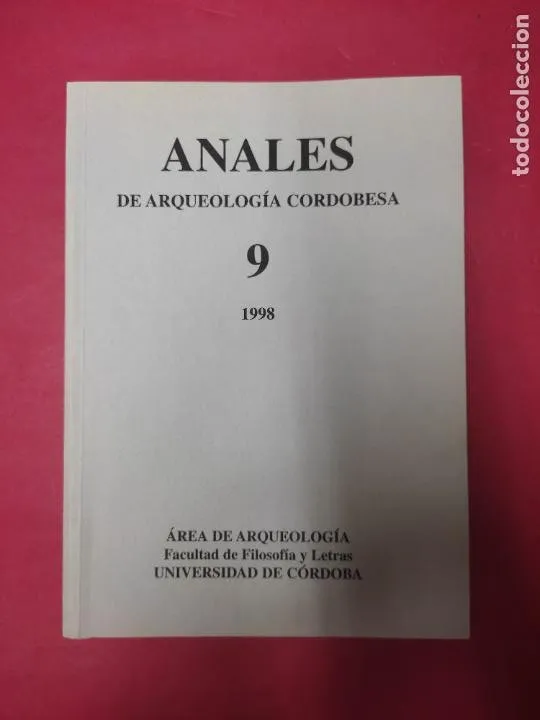 ANALES
DE ARQUEOLOGÍA CORDOBESA
9
1998
ÁREA DE ARQUEOLOGÍA
Facultad de Filosofía y Letras
UNIVERSIDAD DE CÓRDOBA
todocoleccion